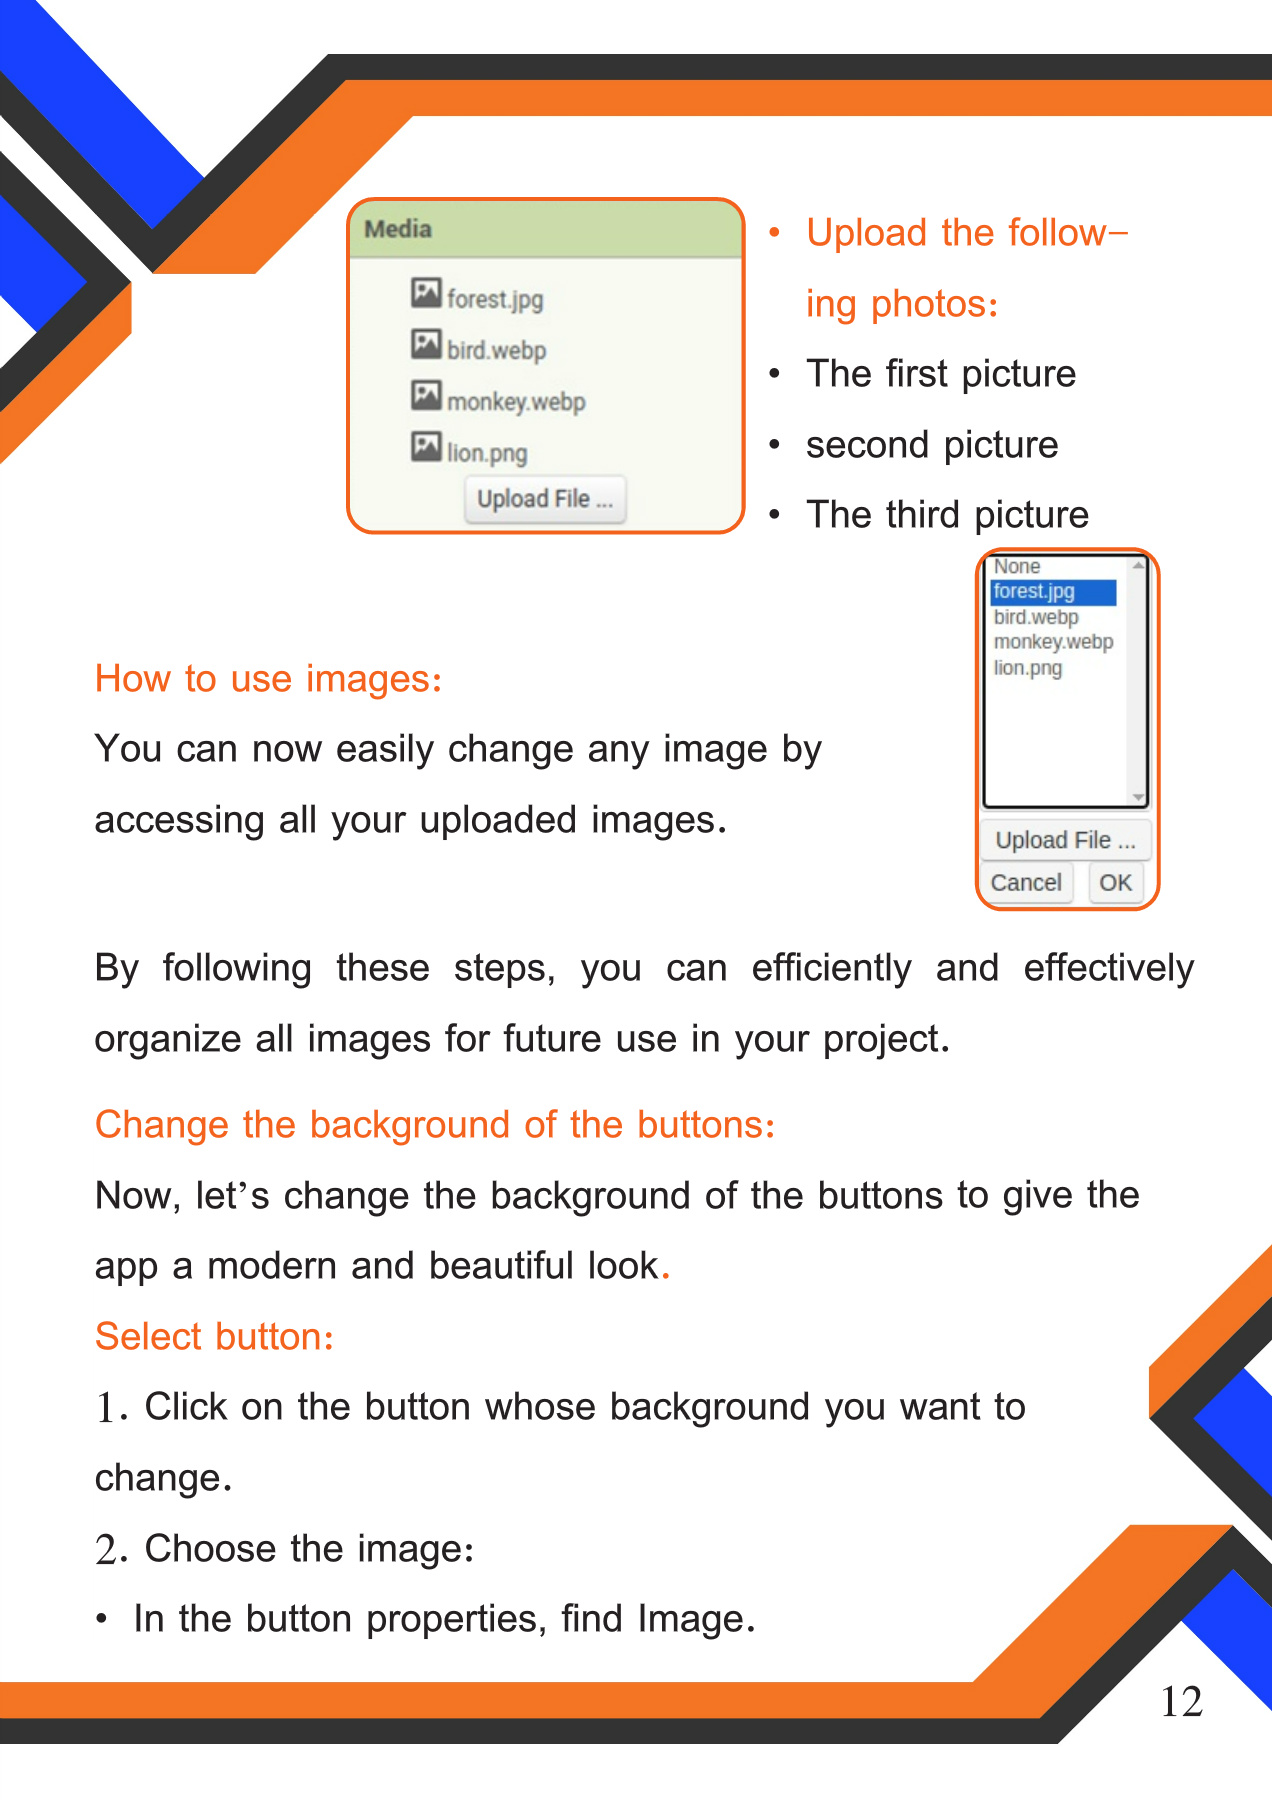 Media
forest.jpg
bird.webp
monkey.webp
lion.png
Upload File ...
• Upload the follow-
ing photos:
• The first picture
• second picture
• The third picture
None
forest.jpg
bird.webp
monkey.webp
lion.png
Upload File ...
Cancel OK
How to use images:
You can now easily change any image by
accessing all your uploaded images.
By following these steps, you can efficiently and effectively
organize all images for future use in your project.
Change the background of the buttons:
Now, let’s change the background of the buttons to give the
app a modern and beautiful look.
Select button:
1. Click on the button whose background you want to
change.
2. Choose the image:
• In the button properties, find Image.
12